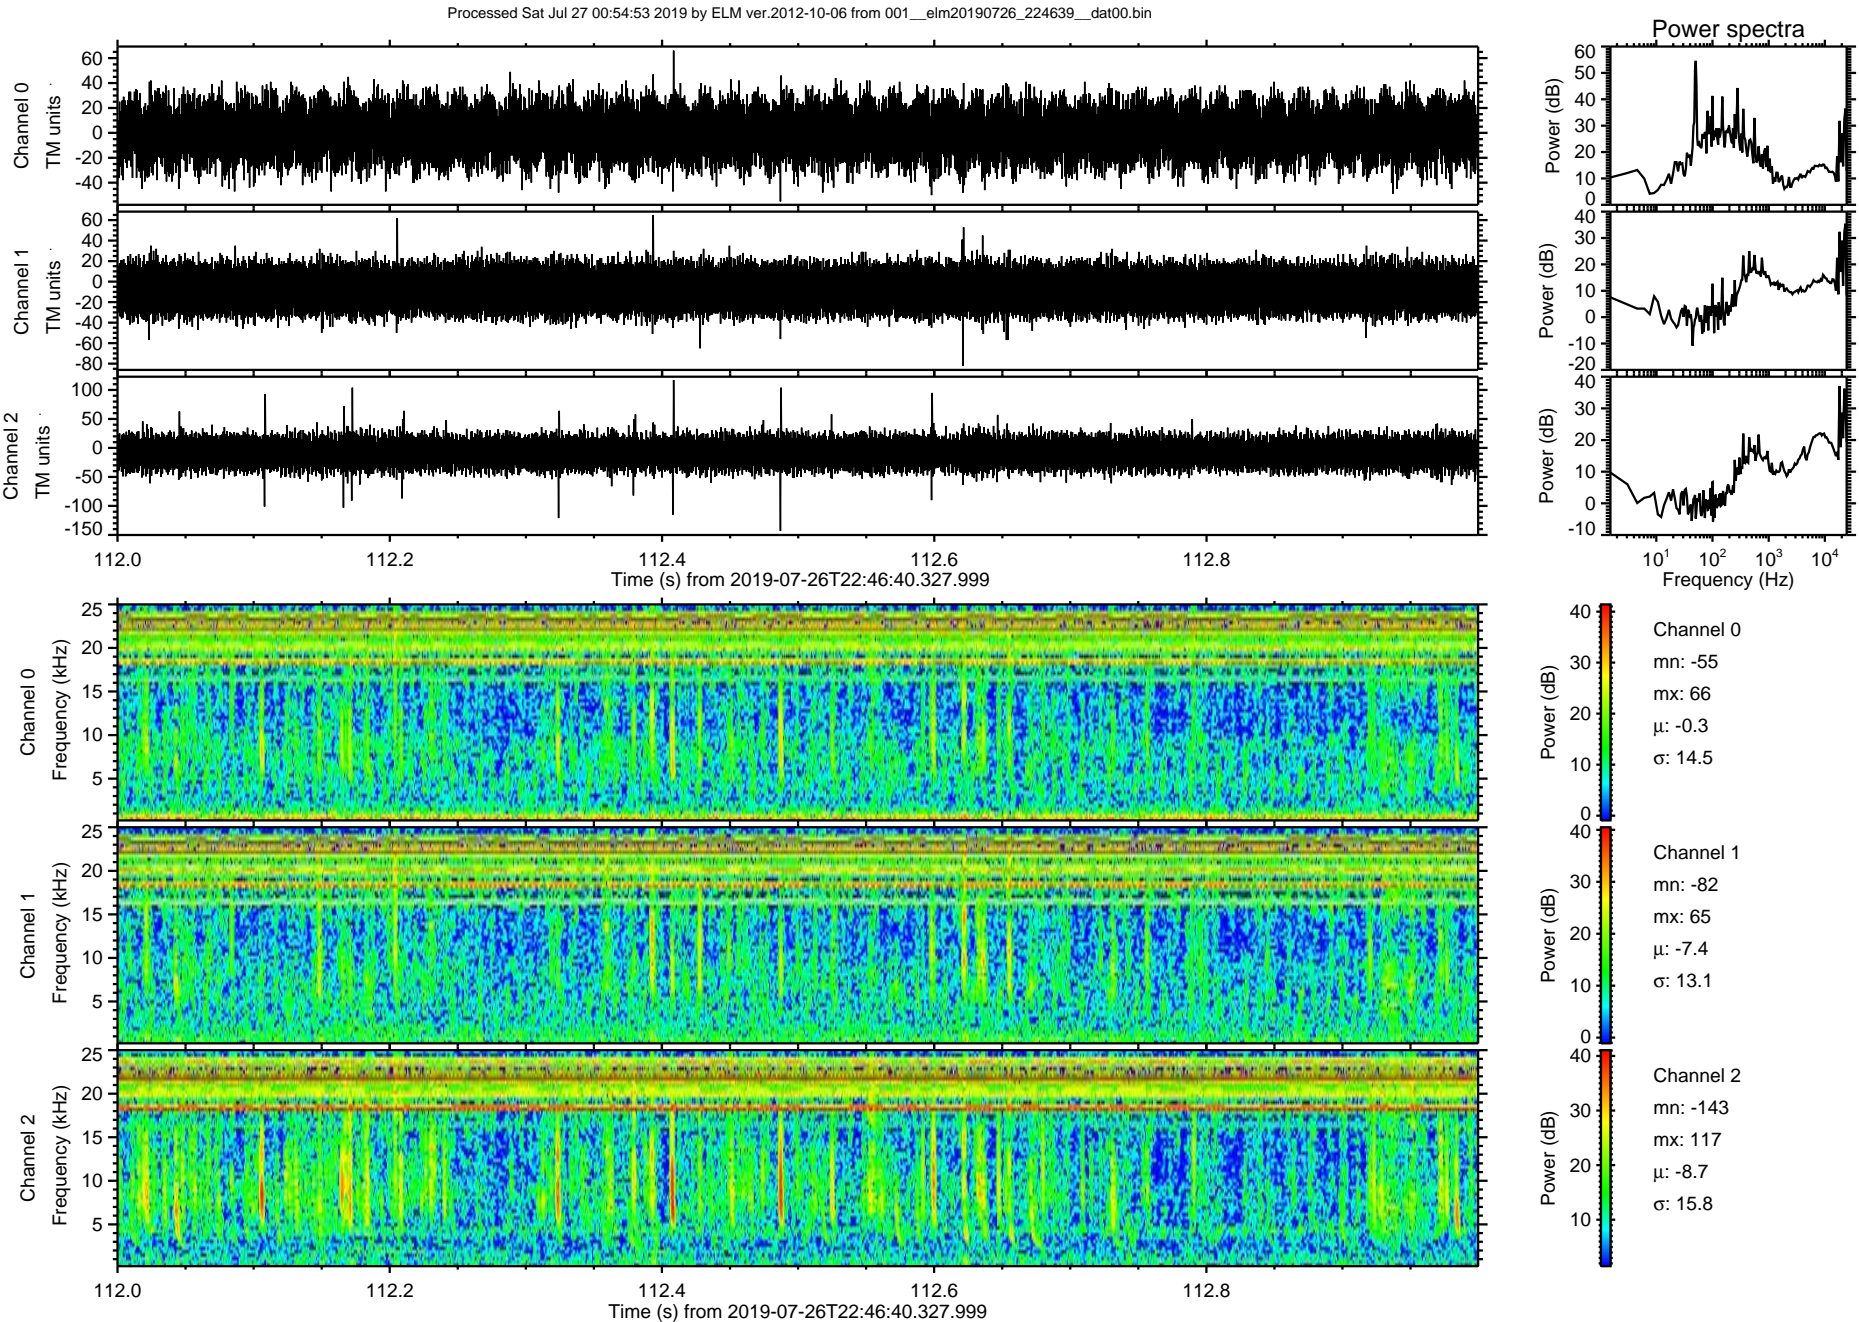 Processed Sat Jul 27 00:54:53 2019 by ELM ver.2012-10-06 from 001__elm20190726_224639__dat00.bin
Power spectra
Channel 0
TM units
60
40
20
0
-20
-40
Power (dB)
60
50
40
30
20
10
0
Channel 1
TM units
60
40
20
0
-20
-40
-60
-80
Power (dB)
40
30
20
10
0
-10
-20
Channel 2
TM units
100
50
0
-50
-100
-150
Power (dB)
40
30
20
10
0
-10
112.0 112.2 112.4 112.6 112.8
Time (s) from 2019-07-26T22:46:40.327.999
10^1 10^2 10^3 10^4
Frequency (Hz)
Channel 0
Frequency (kHz)
25
20
15
10
5
Power (dB)
40
30
20
10
0
Channel 0
mn: -55
mx: 66
μ: -0.3
σ: 14.5
Channel 1
Frequency (kHz)
25
20
15
10
5
Power (dB)
40
30
20
10
0
Channel 1
mn: -82
mx: 65
μ: -7.4
σ: 13.1
Channel 2
Frequency (kHz)
25
20
15
10
5
Power (dB)
40
30
20
10
Channel 2
mn: -143
mx: 117
μ: -8.7
σ: 15.8
112.0 112.2 112.4 112.6 112.8
Time (s) from 2019-07-26T22:46:40.327.999